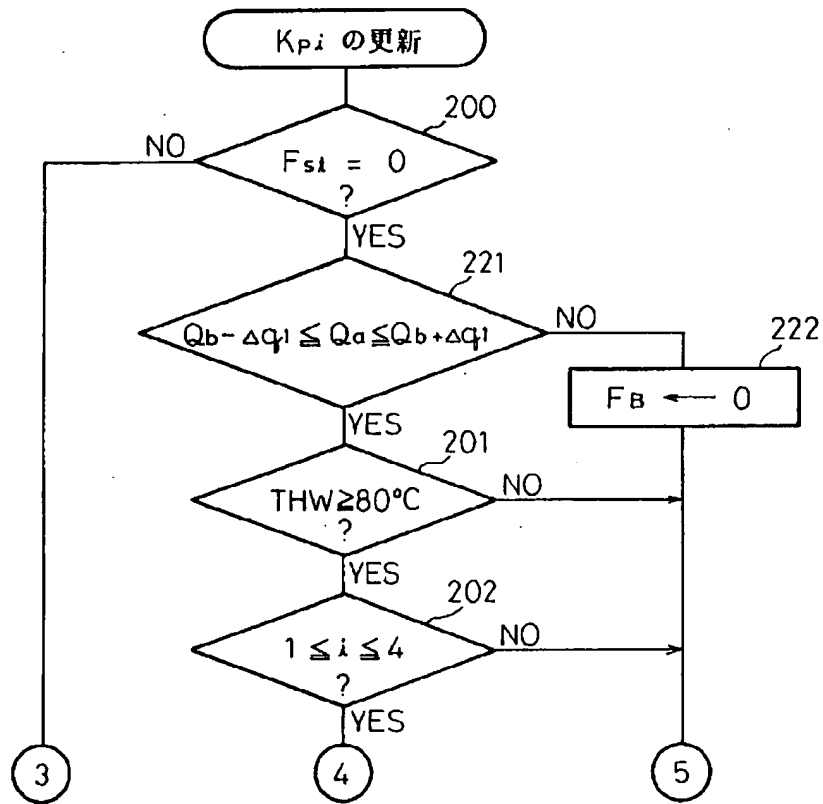 Kpi の更新
200
NO
Fsi = 0
?
YES
221
Qb-Δq1≦Qa≦Qb+Δq1
NO
222
FB ← 0
YES
201
THW≧80°C
?
NO
YES
202
1≦i≦4
?
NO
YES
3
4
5